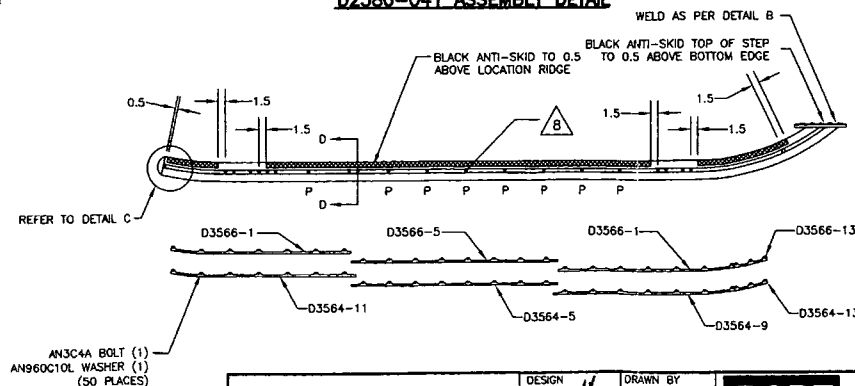 D2580-041 ASSEMBLY DETAIL
WELD AS PER DETAIL B
BLACK ANTI-SKID TO 0.5
ABOVE LOCATION RIDGE
BLACK ANTI-SKID TOP OF STEP
TO 0.5 ABOVE BOTTOM EDGE
0.5
1.5
1.5
D
8
1.5
1.5
1.5
D
P P P P P P P P
REFER TO DETAIL C
D3566-1
D3566-5
D3566-1
D3566-13
D3564-11
D3564-5
D3564-9
D3564-13
AN3C4A BOLT (1)
AN960C10L WASHER (1)
(50 PLACES)
DESIGN
DRAWN BY